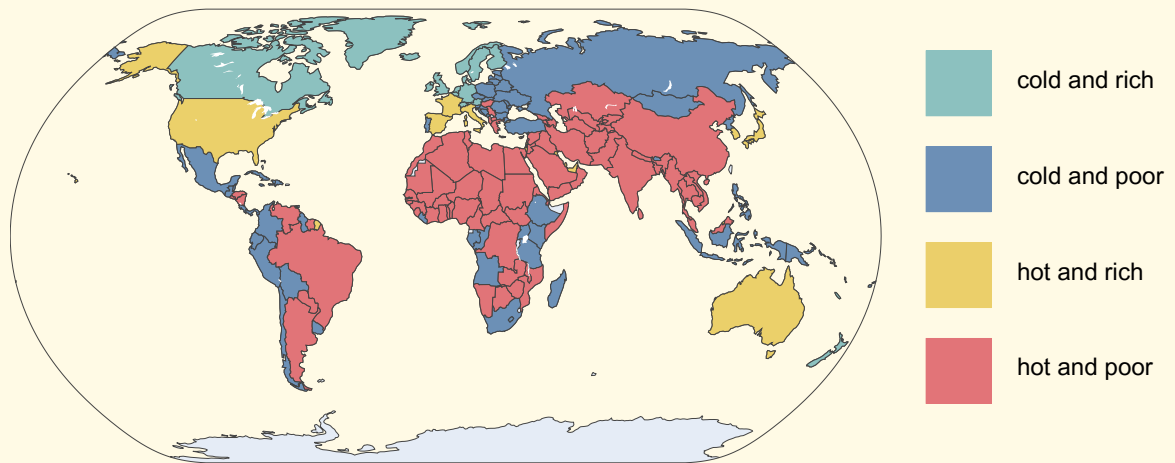 cold and rich
cold and poor
hot and rich
hot and poor